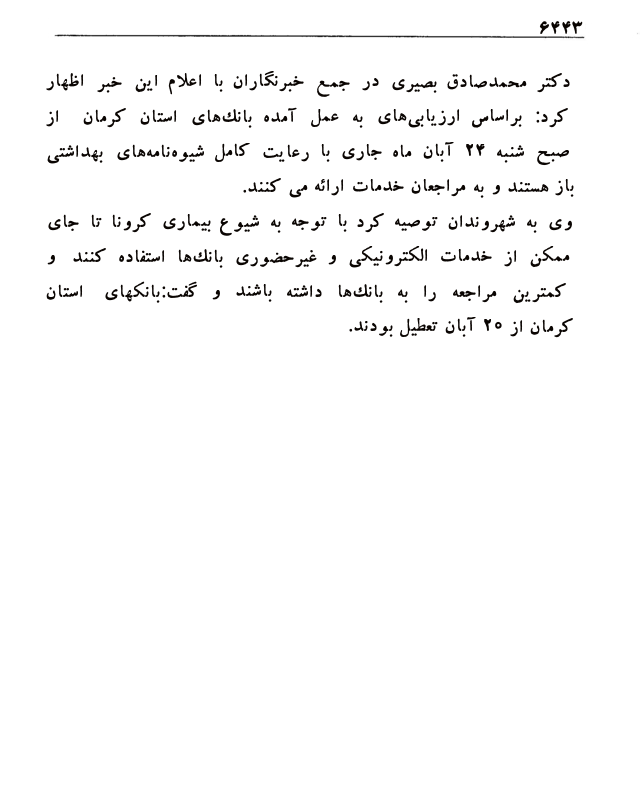 ۶۴۴۳
دکتر محمدصادق بصیری در جمع خبرنگاران با اعلام این خبر اظهار
کرد: براساس ارزیابی‌های به عمل آمده بانك‌های استان کرمان از
صبح شنبه ۲۴ آبان ماه جاری با رعایت کامل شیوه‌نامه‌های بهداشتی
باز هستند و به مراجعان خدمات ارائه می کنند.
وی به شهروندان توصیه کرد با توجه به شیوع بیماری کرونا تا جای
ممکن از خدمات الکترونیکی و غیرحضوری بانك‌ها استفاده کنند و
کمترین مراجعه را به بانك‌ها داشته باشند و گفت:بانکهای استان
کرمان از ۲۰ آبان تعطیل بودند.